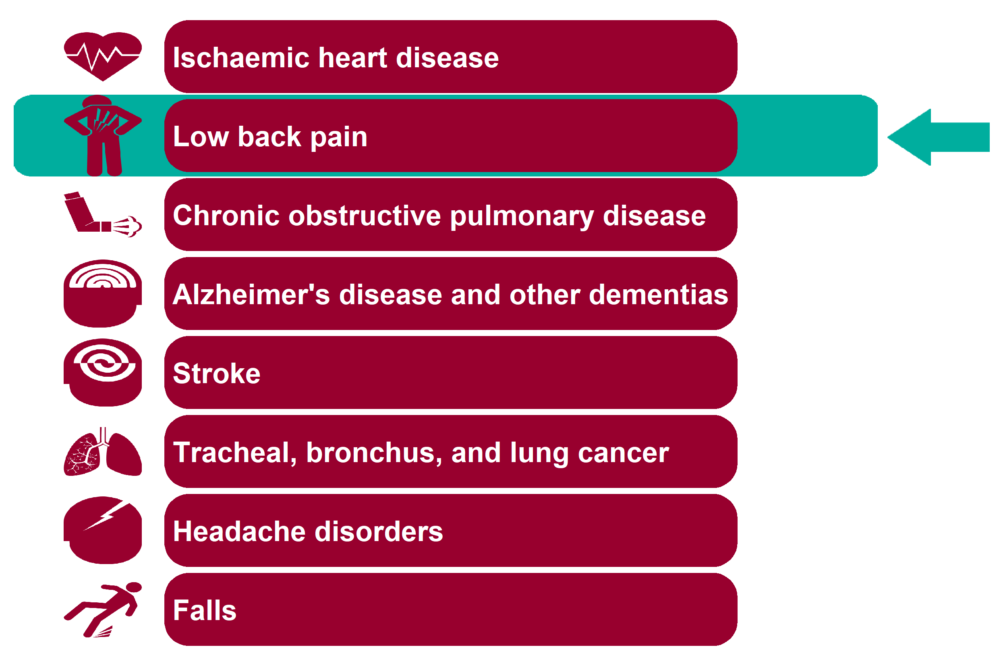 Ischaemic heart disease
Low back pain
Chronic obstructive pulmonary disease
Alzheimer's disease and other dementias
Stroke
Tracheal, bronchus, and lung cancer
Headache disorders
Falls